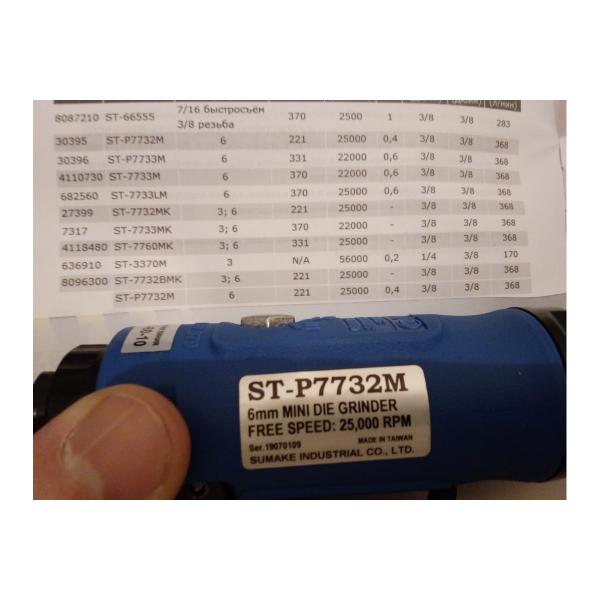 (л/мин)
7/16 быстросъём
8087210 ST-66555 370 2500 1 3/8 3/8 283
3/8 резьба
30395 ST-P7732M 6 221 25000 0,4 3/8 3/8 368
30396 ST-P7733M 6 331 22000 0,6 3/8 3/8 368
4110730 ST-7733M 6 370 22000 0,6 3/8 3/8 368
682560 ST-7733LM 6 370 25000 0,6 3/8 3/8 368
27399 ST-7732MK 3; 6 221 25000 - 3/8 3/8 368
7317 ST-7733MK 3; 6 370 22000 - 3/8 3/8 368
4118480 ST-7760MK 3; 6 331 25000 - 3/8 3/8 368
636910 ST-3370M 3 N/A 56000 0,2 1/4 3/8 170
8096300 ST-7732BMK 3; 6 221 25000 - 3/8 3/8 368
ST-P7732M 6 221 25000 0,4 3/8 3/8 368
ST-P7732M
6mm MINI DIE GRINDER
FREE SPEED: 25,000 RPM
Ser.19070109 MADE IN TAIWAN
SUMAKE INDUSTRIAL CO., LTD.